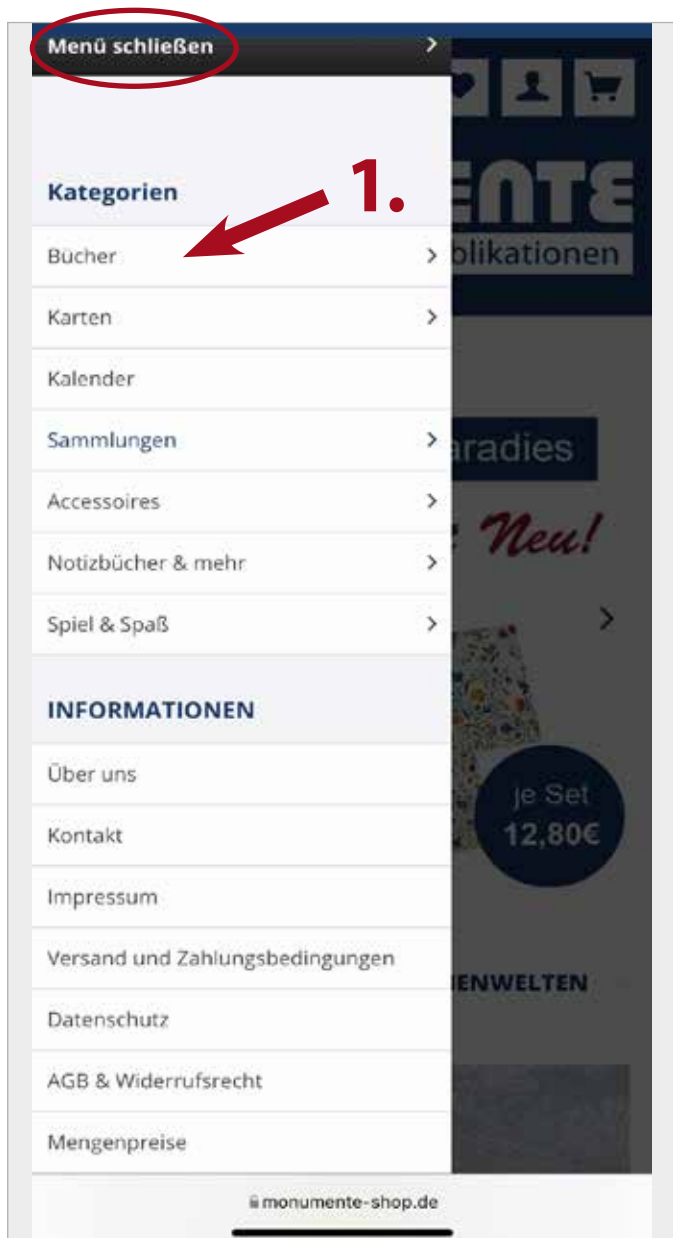 Menü schließen
1.
Kategorien
Bücher
Karten
Kalender
Sammlungen
Accessoires
Notizbücher & mehr
Spiel & Spaß
INFORMATIONEN
Über uns
Kontakt
Impressum
Versand und Zahlungsbedingungen
Datenschutz
AGB & Widerrufsrecht
Mengenpreise
ENTE
blikationen
aradies
Neu!
je Set
12,80€
ENWELTEN
monumente-shop.de